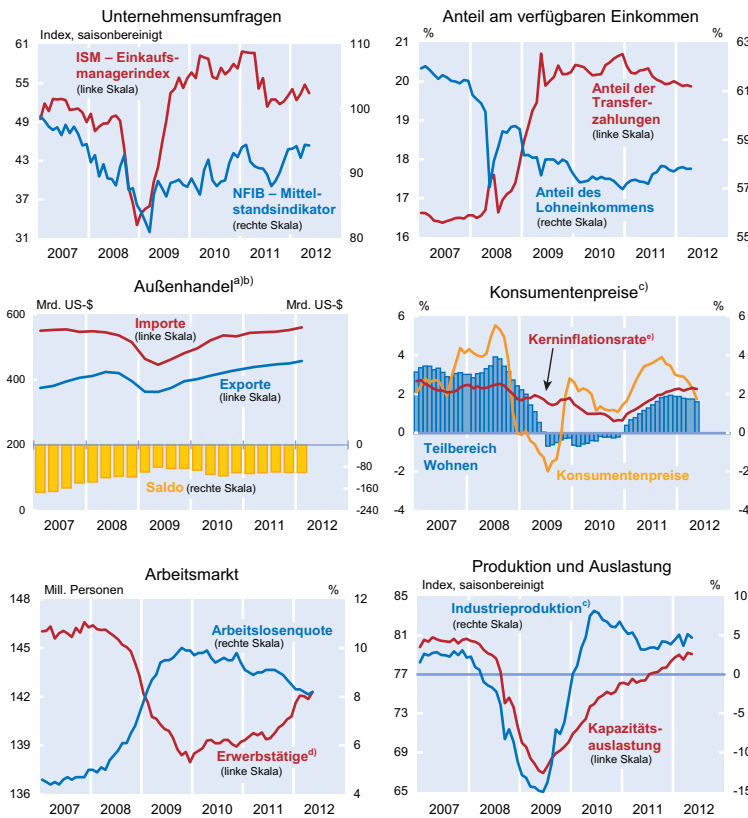 Unternehmensumfragen
Index, saisonbereinigt
61
55
49
43
37
31
110
100
90
80
ISM – Einkaufs-
managerindex
(linke Skala)
NFIB – Mittel-
standsindikator
(rechte Skala)
2007 2008 2009 2010 2011 2012
Anteil am verfügbaren Einkommen
% %
21
20
19
18
17
16
63
61
59
57
55
Anteil der
Transfer-
zahlungen
(linke Skala)
Anteil des
Lohneinkommens
(rechte Skala)
2007 2008 2009 2010 2011 2012
Außenhandel a)b)
Mrd. US-$ Mrd. US-$
600
400
200
0
0
-80
-160
-240
Importe
(linke Skala)
Exporte
(linke Skala)
Saldo (rechte Skala)
2007 2008 2009 2010 2011 2012
Konsumentenpreise c)
% %
6
4
2
0
-2
-4
6
4
2
0
-2
-4
Kerninflationsrate e)
Teilbereich
Wohnen
Konsumentenpreise
2007 2008 2009 2010 2011 2012
Arbeitsmarkt
Mill. Personen %
148
145
142
139
136
12
10
8
6
4
Arbeitslosenquote
(rechte Skala)
Erwerbstätige d)
(linke Skala)
2007 2008 2009 2010 2011 2012
Produktion und Auslastung
Index, saisonbereinigt %
85
81
77
73
69
65
10
5
0
-5
-10
-15
Industrieproduktion c)
(rechte Skala)
Kapazitäts-
auslastung
(linke Skala)
2007 2008 2009 2010 2011 2012